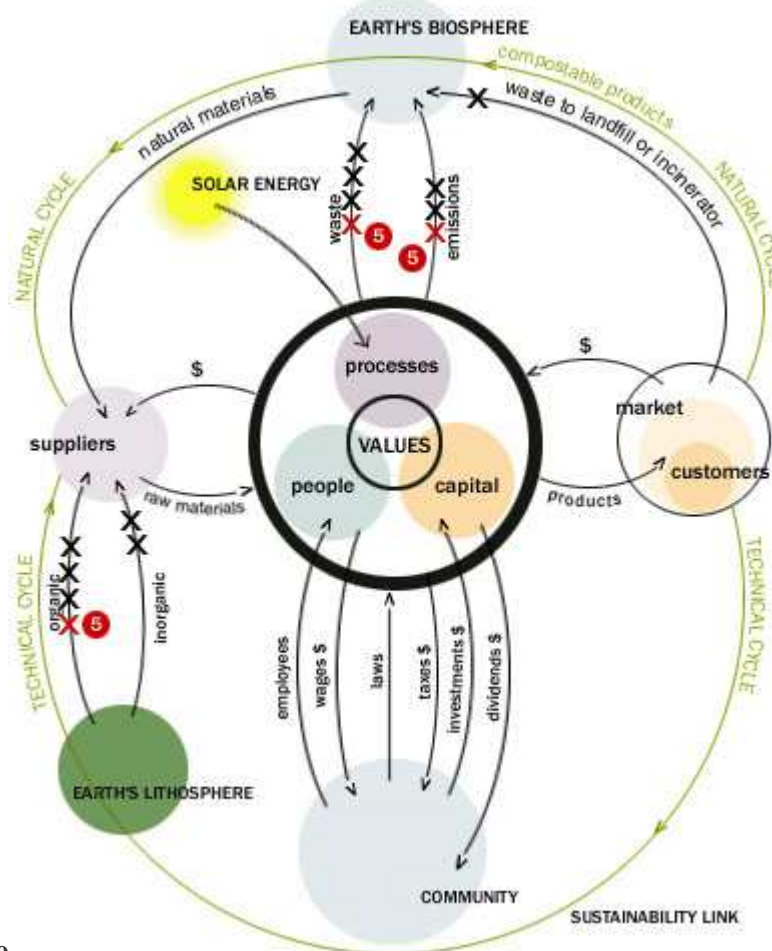 EARTH'S BIOSPHERE
compostable products
waste to landfill or incinerator
natural materials
NATURAL CYCLE
SOLAR ENERGY
waste
5
5
emissions
NATURAL CYCLE
processes
$
$
market
suppliers
VALUES
people
capital
customers
raw materials
products
TECHNICAL CYCLE
organic
5
inorganic
employees
wages $
laws
taxes $
investments $
dividends $
TECHNICAL CYCLE
EARTH'S LITHOSPHERE
COMMUNITY
SUSTAINABILITY LINK